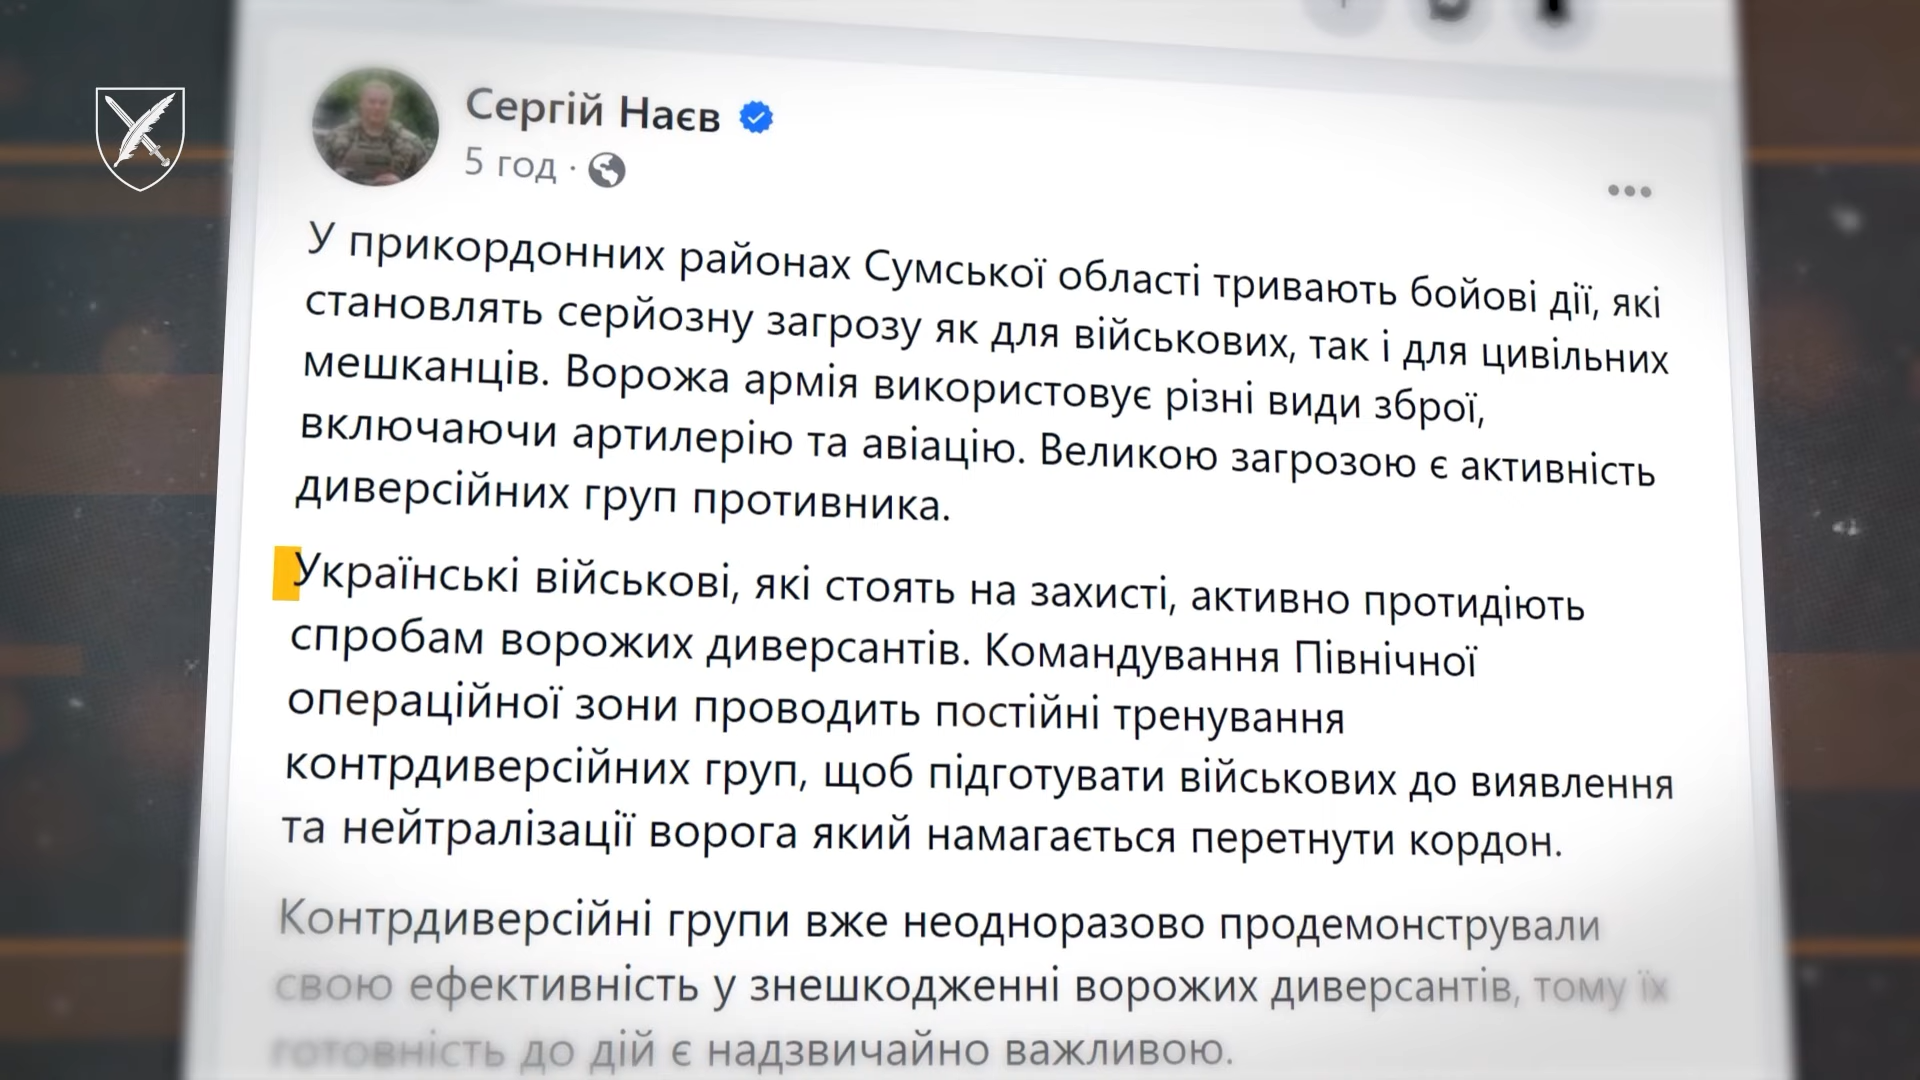 Сергій Наєв
5 год ·
У прикордонних районах Сумської області тривають бойові дії, які
становлять серйозну загрозу як для військових, так і для цивільних
мешканців. Ворожа армія використовує різні види зброї,
включаючи артилерію та авіацію. Великою загрозою є активність
диверсійних груп противника.
Українські військові, які стоять на захисті, активно протидіють
спробам ворожих диверсантів. Командування Північної
операційної зони проводить постійні тренування
контрдиверсійних груп, щоб підготувати військових до виявлення
та нейтралізації ворога який намагається перетнути кордон.
Контрдиверсійні групи вже неодноразово продемонстрували
свою ефективність у знешкодженні ворожих диверсантів, тому їх
готовність до дій є надзвичайно важливою.